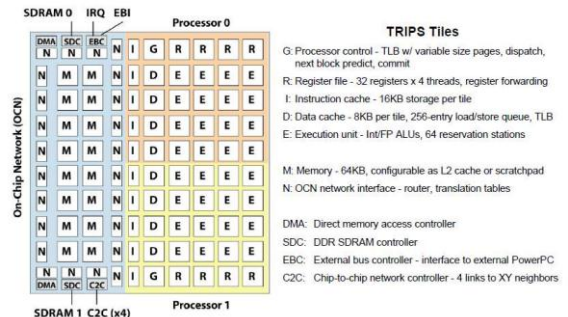 SDRAM 0 IRQ EBI
Processor 0
DMA SDC EBC
N N N N I G R R R R
N M M N I D E E E E
N M M N I D E E E E
N M M N I D E E E E
N M M N I D E E E E
N M M N I D E E E E
N M M N I D E E E E
N M M N I D E E E E
N M M N I D E E E E
N N N N I G R R R R
DMA SDC C2C
Processor 1
SDRAM 1 C2C (x4)
On-Chip Network (OCN)
TRIPS Tiles
G: Processor control - TLB w/ variable size pages, dispatch,
next block predict, commit
R: Register file - 32 registers x 4 threads, register forwarding
I: Instruction cache - 16KB storage per tile
D: Data cache - 8KB per tile, 256-entry load/store queue, TLB
E: Execution unit - Int/FP ALUs, 64 reservation stations
M: Memory - 64KB, configurable as L2 cache or scratchpad
N: OCN network interface - router, translation tables
DMA: Direct memory access controller
SDC: DDR SDRAM controller
EBC: External bus controller - interface to external PowerPC
C2C: Chip-to-chip network controller - 4 links to XY neighbors